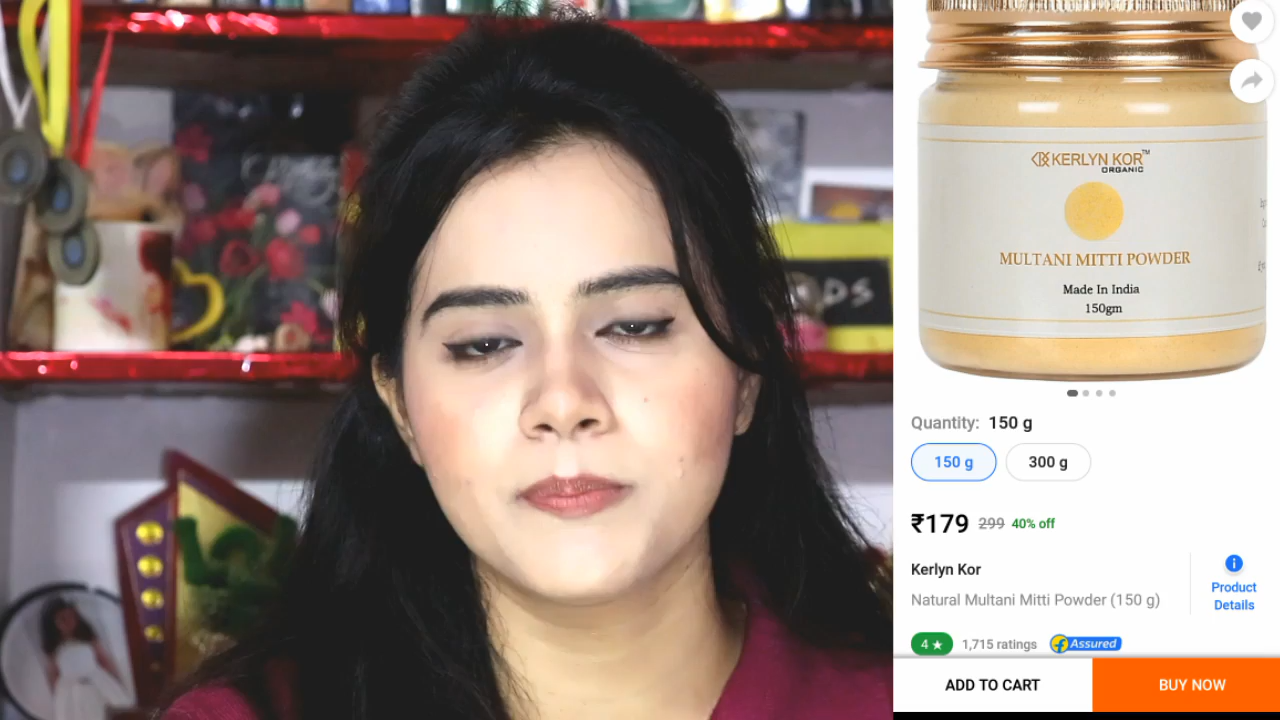 KERLYN KOR™
ORGANIC
MULTANI MITTI POWDER
Made In India
150gm
Quantity: 150 g
150 g
300 g
₹179 299 40% off
Kerlyn Kor
Natural Multani Mitti Powder (150 g)
Product
Details
4★ 1,715 ratings
Assured
ADD TO CART
BUY NOW